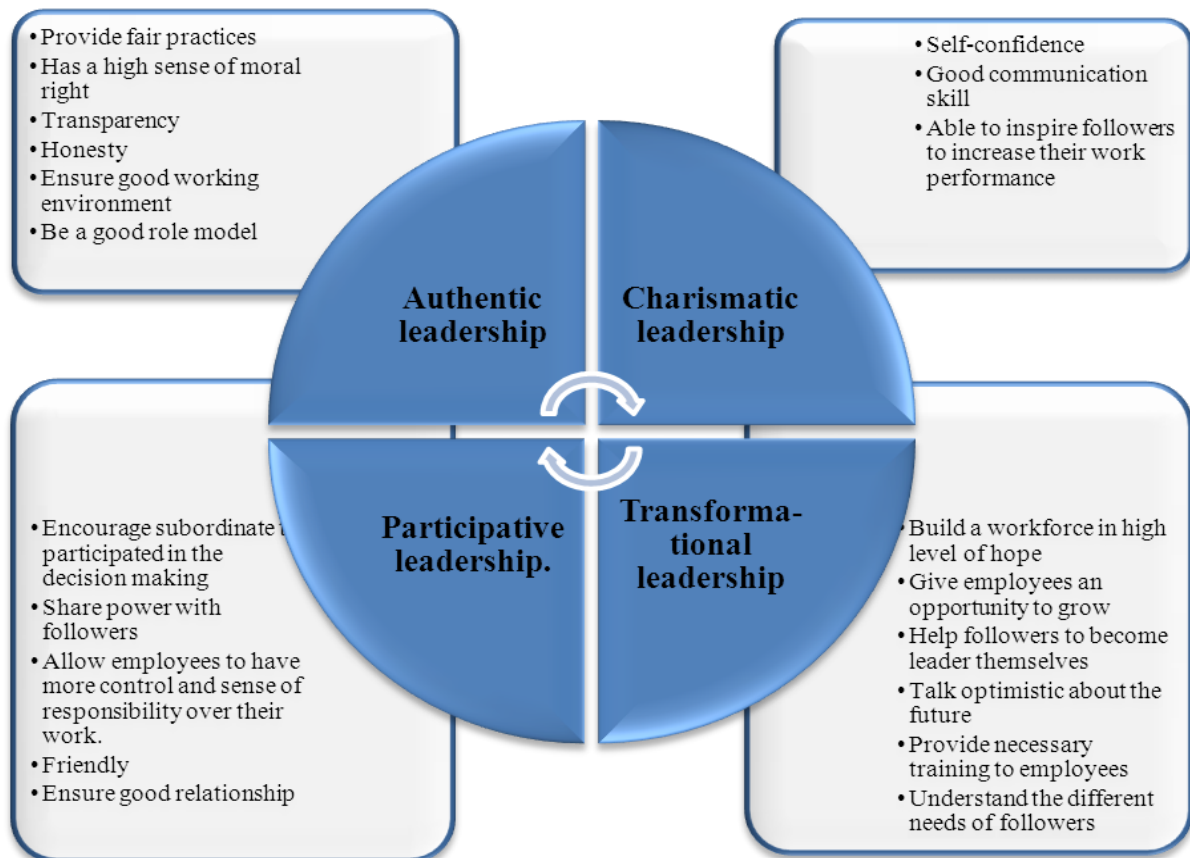 • Provide fair practices
• Has a high sense of moral
right
• Transparency
• Honesty
• Ensure good working
environment
• Be a good role model
• Self-confidence
• Good communication
skill
• Able to inspire followers
to increase their work
performance
Authentic
leadership
Charismatic
leadership
Participative
leadership.
Transforma-
tional
leadership
• Encourage subordinate
participated in the
decision making
• Share power with
followers
• Allow employees to have
more control and sense of
responsibility over their
work.
• Friendly
• Ensure good relationship
• Build a workforce in high
level of hope
• Give employees an
opportunity to grow
• Help followers to become
leader themselves
• Talk optimistic about the
future
• Provide necessary
training to employees
• Understand the different
needs of followers